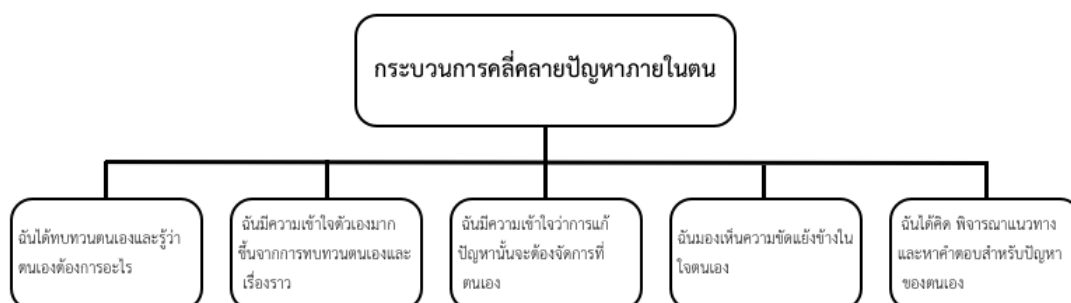 กระบวนการคลี่คลายปัญหาภายในตน
ฉันได้ทบทวนตนเองและรู้ว่า
ตนเองต้องการอะไร
ฉันมีความเข้าใจตัวเองมาก
ขึ้นจากการทบทวนตนเองและ
เรื่องราว
ฉันมีความเข้าใจว่าการแก้
ปัญหานั้นจะต้องจัดการที่
ตนเอง
ฉันมองเห็นความขัดแย้งข้างใน
ใจตนเอง
ฉันได้คิด พิจารณาแนวทาง
และหาคำตอบสำหรับปัญหา
ของตนเอง